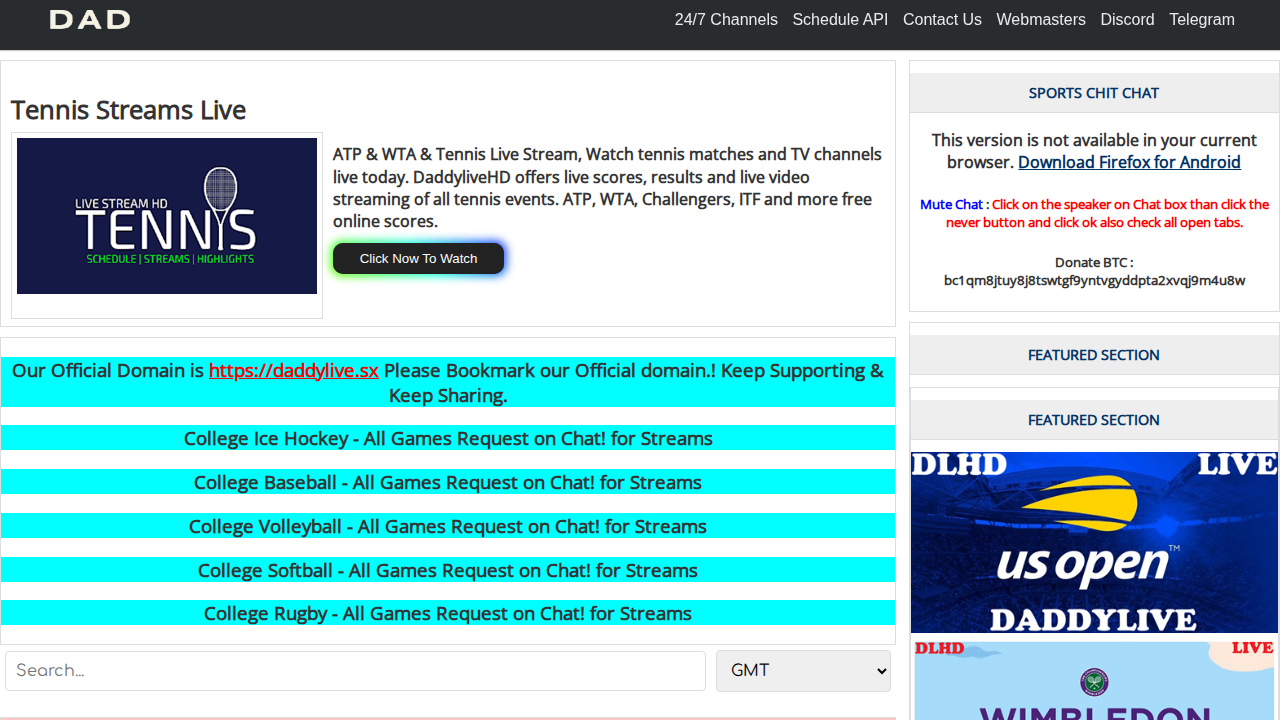 DAD
24/7 Channels Schedule API Contact Us Webmasters Discord Telegram
Tennis Streams Live
LIVE STREAM HD
TENNIS
SCHEDULE | STREAMS | HIGHLIGHTS
ATP & WTA & Tennis Live Stream, Watch tennis matches and TV channels
live today. DaddyliveHD offers live scores, results and live video
streaming of all tennis events. ATP, WTA, Challengers, ITF and more free
online scores.
Click Now To Watch
Our Official Domain is https://daddylive.sx Please Bookmark our Official domain.! Keep Supporting &
Keep Sharing.
College Ice Hockey - All Games Request on Chat! for Streams
College Baseball - All Games Request on Chat! for Streams
College Volleyball - All Games Request on Chat! for Streams
College Softball - All Games Request on Chat! for Streams
College Rugby - All Games Request on Chat! for Streams
Search...
GMT
SPORTS CHIT CHAT
This version is not available in your current
browser. Download Firefox for Android
Mute Chat : Click on the speaker on Chat box than click the
never button and click ok also check all open tabs.
Donate BTC :
bc1qm8jtuy8j8tswtgf9yntvgyddpta2xvqj9m4u8w
FEATURED SECTION
FEATURED SECTION
DLHD LIVE
us open™
DADDYLIVE
DLHD LIVE
WIMBLEDON